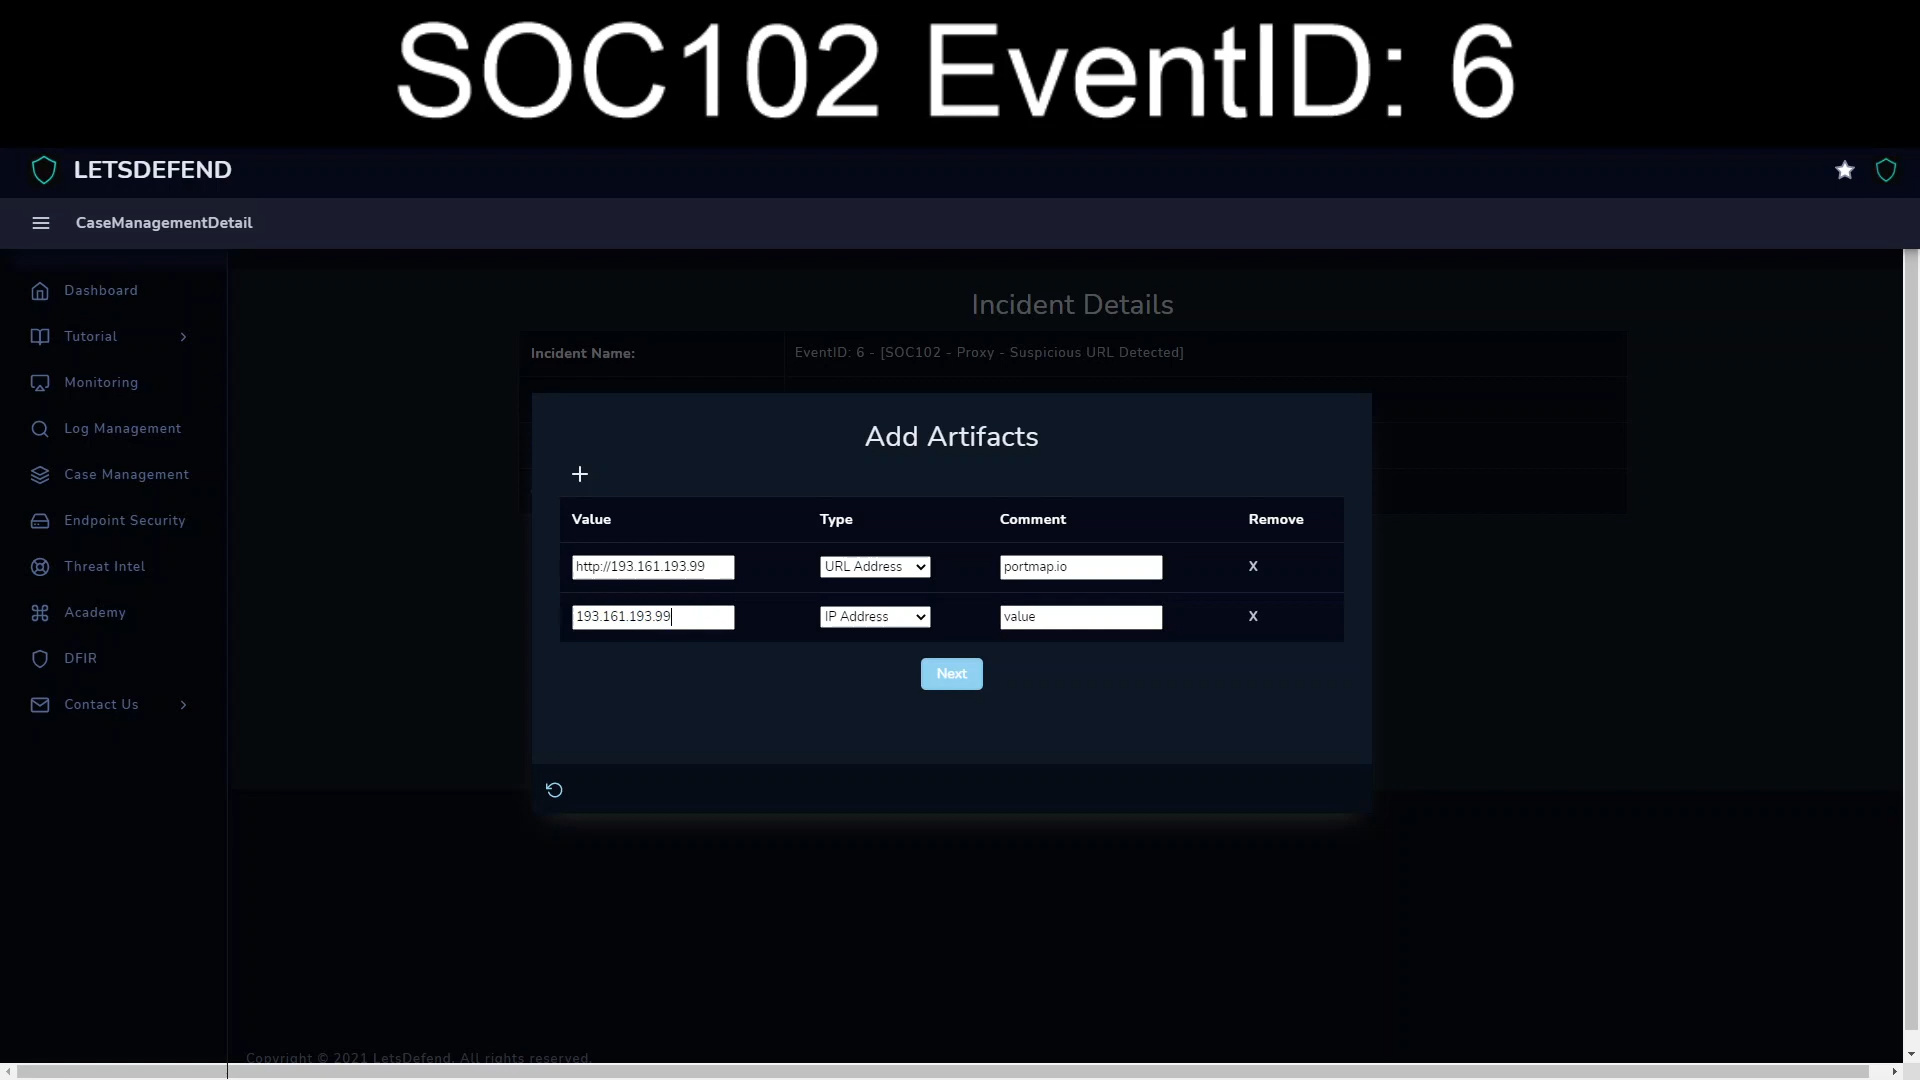 SOC102 EventID: 6
LETSDEFEND
CaseManagementDetail
Dashboard
Tutorial
Monitoring
Log Management
Case Management
Endpoint Security
Threat Intel
Academy
DFIR
Contact Us
Incident Details
Incident Name: EventID: 6 - [SOC102 - Proxy - Suspicious URL Detected]
Add Artifacts
Value Type Comment Remove
http://193.161.193.99 URL Address portmap.io X
193.161.193.99 IP Address value X
Next
Copyright © 2021 LetsDefend. All rights reserved.